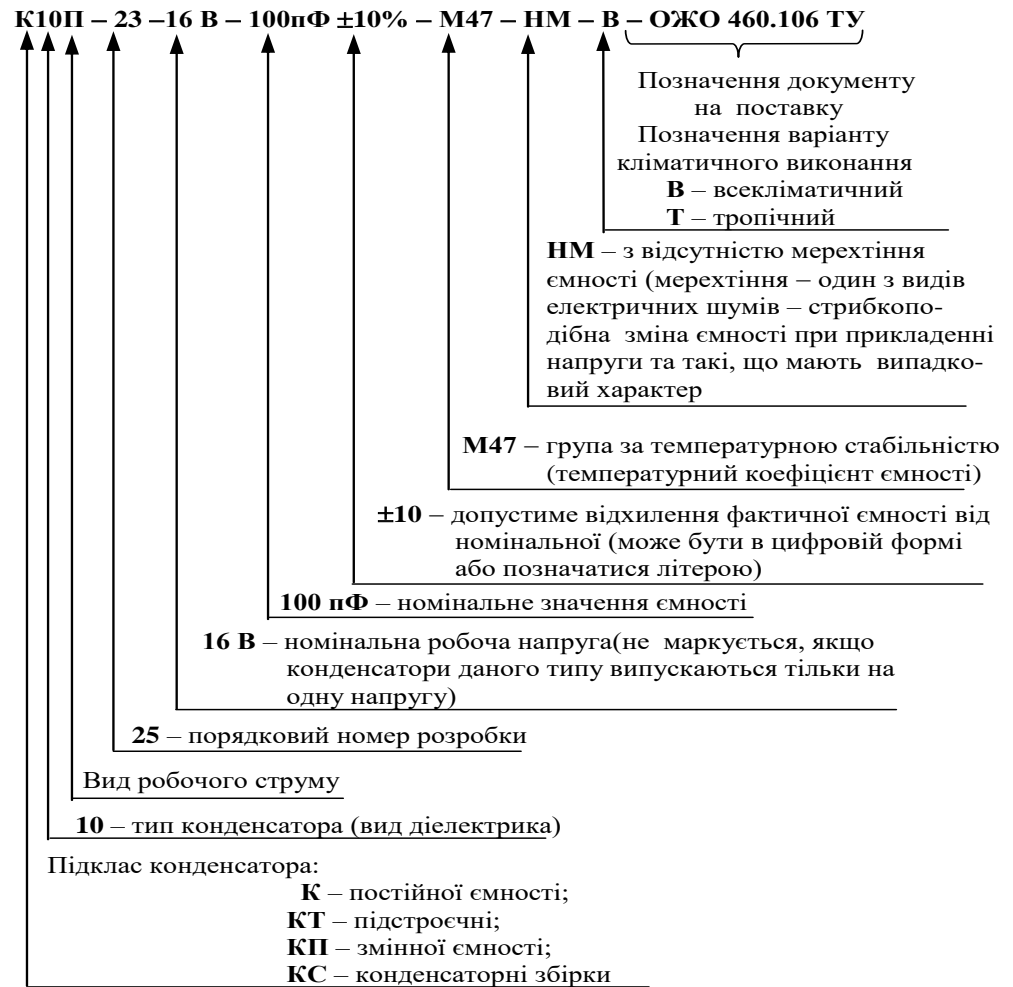 К10П – 23 –16 В – 100пФ ±10% – М47 – НМ – В – ОЖО 460.106 ТУ
Позначення документу
на поставку
Позначення варіанту
кліматичного виконання
В – всекліматичний
Т – тропічний
НМ – з відсутністю мерехтіння
ємності (мерехтіння – один з видів
електричних шумів – стрибкопо-
дібна зміна ємності при прикладенні
напруги та такі, що мають випадко-
вий характер
М47 – група за температурною стабільністю
(температурний коефіцієнт ємності)
±10 – допустиме відхилення фактичної ємності від
номінальної (може бути в цифровій формі
або позначатися літерою)
100 пФ – номінальне значення ємності
16 В – номінальна робоча напруга(не маркується, якщо
конденсатори даного типу випускаються тільки на
одну напругу)
25 – порядковий номер розробки
Вид робочого струму
10 – тип конденсатора (вид діелектрика)
Підклас конденсатора:
К – постійної ємності;
КТ – підстроєчні;
КП – змінної ємності;
КС – конденсаторні збірки